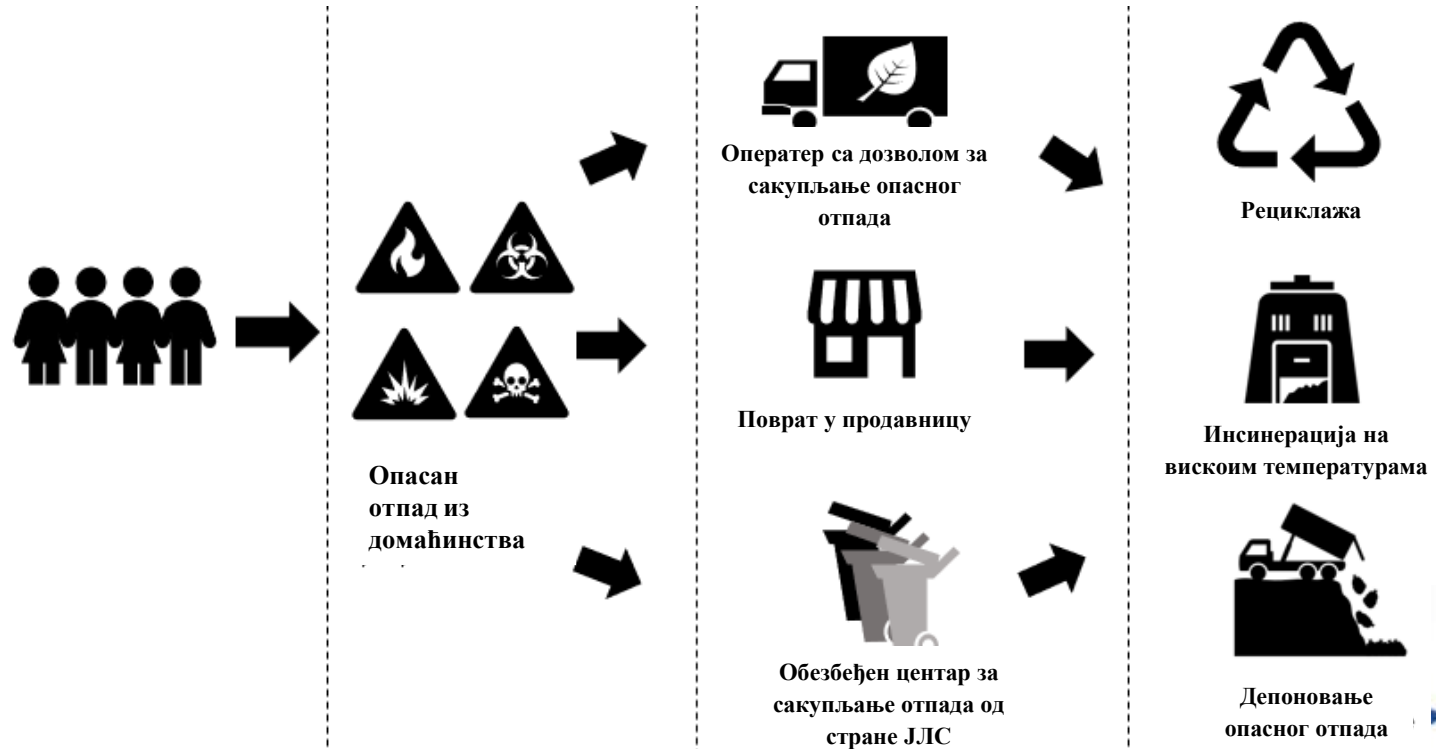 Оператер са дозволом за
сакупљање опасног
отпада
Рециклажа
Поврат у продавницу
Инсинерација на
вискоим температурама
Опасан
отпад из
домаћинства
Обезбеђен центар за
сакупљање отпада од
стране ЈЛС
Депоновање
опасног отпада